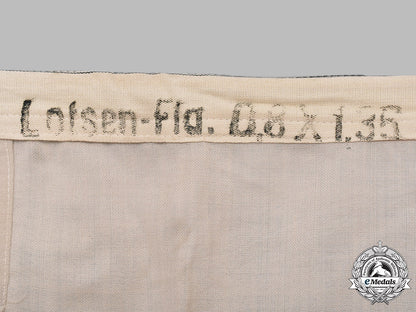 Lotsen-Flg. 0,8 X 1,35
eMedals